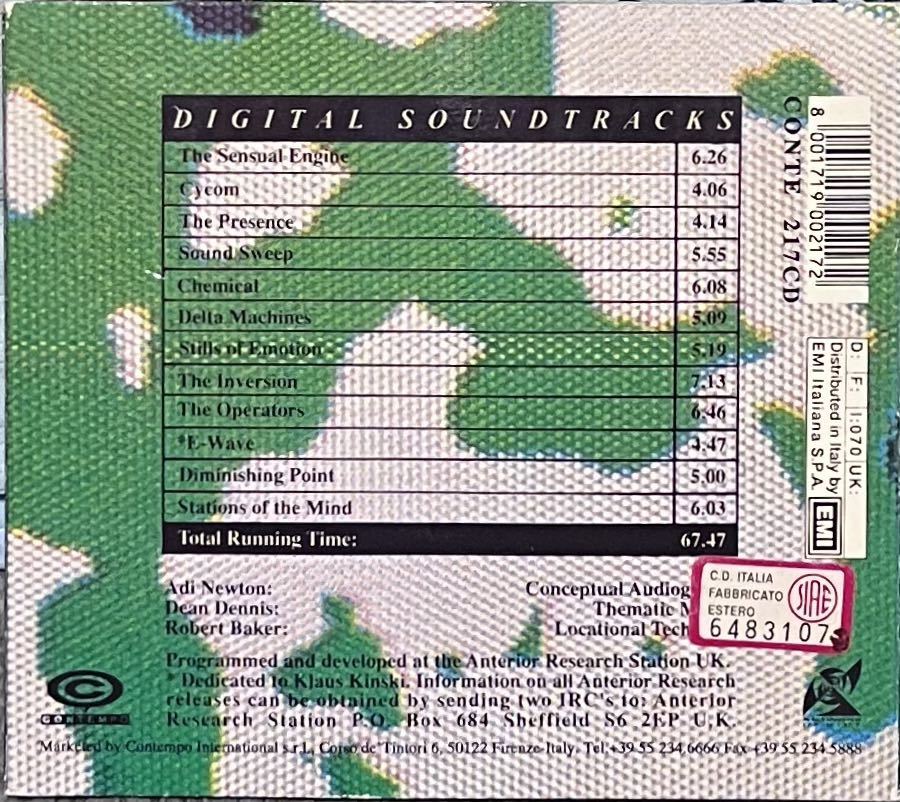 DIGITAL SOUNDTRACKS
The Sensual Engine 6.26
Cycom 4.06
The Presence 4.14
Sound Sweep 5.55
Chemical 6.08
Delta Machines 5.09
Stills of Emotion 5.19
The Inversion 7.13
The Operators 6.46
*E-Wave 4.47
Diminishing Point 5.00
Stations of the Mind 6.03
Total Running Time: 67.47
Adi Newton: Conceptual Audiog
Dean Dennis: Thematic M
Robert Baker: Locational Tech
Programmed and developed at the Anterior Research Station UK.
* Dedicated to Klaus Kinski. Information on all Anterior Research
releases can be obtained by sending two IRC's to: Anterior
Research Station P.O. Box 684 Sheffield S6 2EP U.K.
Marketed by Contempo International s.r.l. Corso de' Tintori 6, 50122 Firenze-Italy. Tel.+39 55 234 6666 Fax +39 55 234 5888
C
CONTEMPO
CONTE 217CD
8 001719 002172
D: F: I:070 UK:
Distributed in Italy by
EMI Italiana S.P.A.
EMI
C.D. ITALIA
FABBRICATO
ESTERO
SIAE
6483107